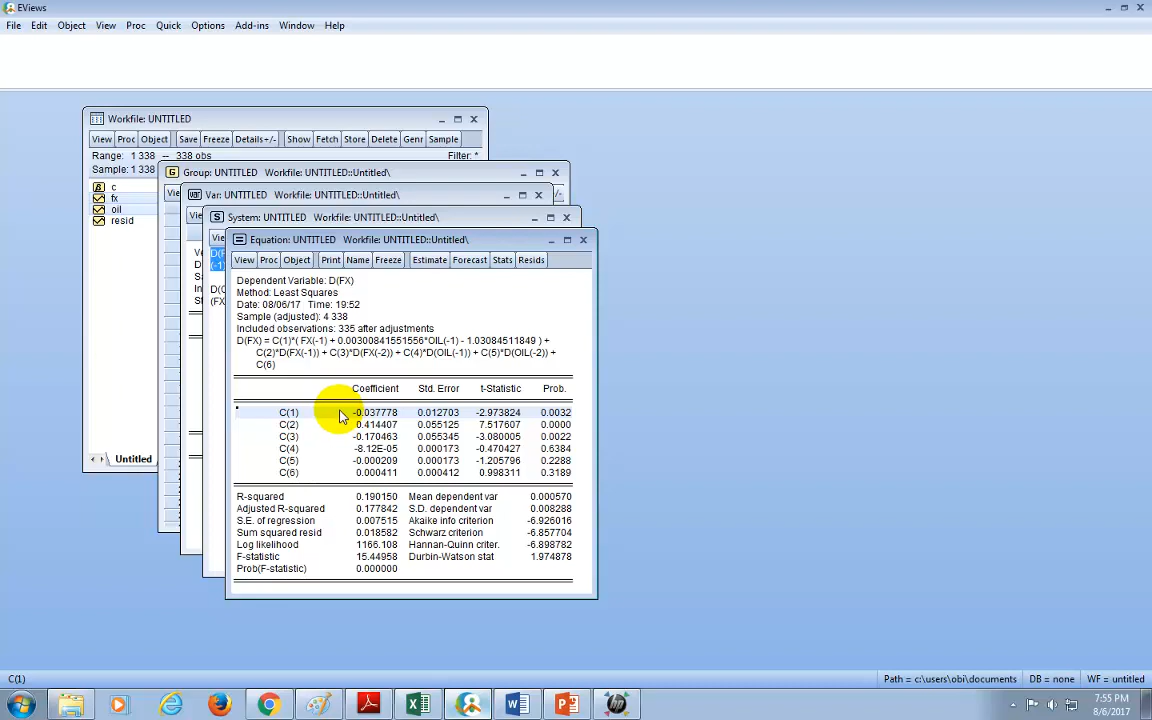 EViews
File Edit Object View Proc Quick Options Add-ins Window Help
Workfile: UNTITLED
View Proc Object Save Freeze Details+/- Show Fetch Store Delete Genr Sample
Range: 1 338 -- 338 obs Filter: *
Sample: 1 338
c
fx
oil
resid
Untitled
Group: UNTITLED Workfile: UNTITLED::Untitled\
Var: UNTITLED Workfile: UNTITLED::Untitled\
System: UNTITLED Workfile: UNTITLED::Untitled\
Equation: UNTITLED Workfile: UNTITLED::Untitled\
View Proc Object Print Name Freeze Estimate Forecast Stats Resids
Dependent Variable: D(FX)
Method: Least Squares
Date: 08/06/17 Time: 19:52
Sample (adjusted): 4 338
Included observations: 335 after adjustments
D(FX) = C(1)*( FX(-1) + 0.00300841551556*OIL(-1) - 1.03084511849 ) +
C(2)*D(FX(-1)) + C(3)*D(FX(-2)) + C(4)*D(OIL(-1)) + C(5)*D(OIL(-2)) +
C(6)
Coefficient Std. Error t-Statistic Prob.
C(1) -0.037778 0.012703 -2.973824 0.0032
C(2) 0.414407 0.055125 7.517607 0.0000
C(3) -0.170463 0.055345 -3.080005 0.0022
C(4) -8.12E-05 0.000173 -0.470427 0.6384
C(5) -0.000209 0.000173 -1.205796 0.2288
C(6) 0.000411 0.000412 0.998311 0.3189
R-squared 0.190150 Mean dependent var 0.000570
Adjusted R-squared 0.177842 S.D. dependent var 0.008288
S.E. of regression 0.007515 Akaike info criterion -6.926016
Sum squared resid 0.018582 Schwarz criterion -6.857704
Log likelihood 1166.108 Hannan-Quinn criter. -6.898782
F-statistic 15.44958 Durbin-Watson stat 1.974878
Prob(F-statistic) 0.000000
C(1) Path = c:\users\obi\documents DB = none WF = untitled
7:55 PM
8/6/2017